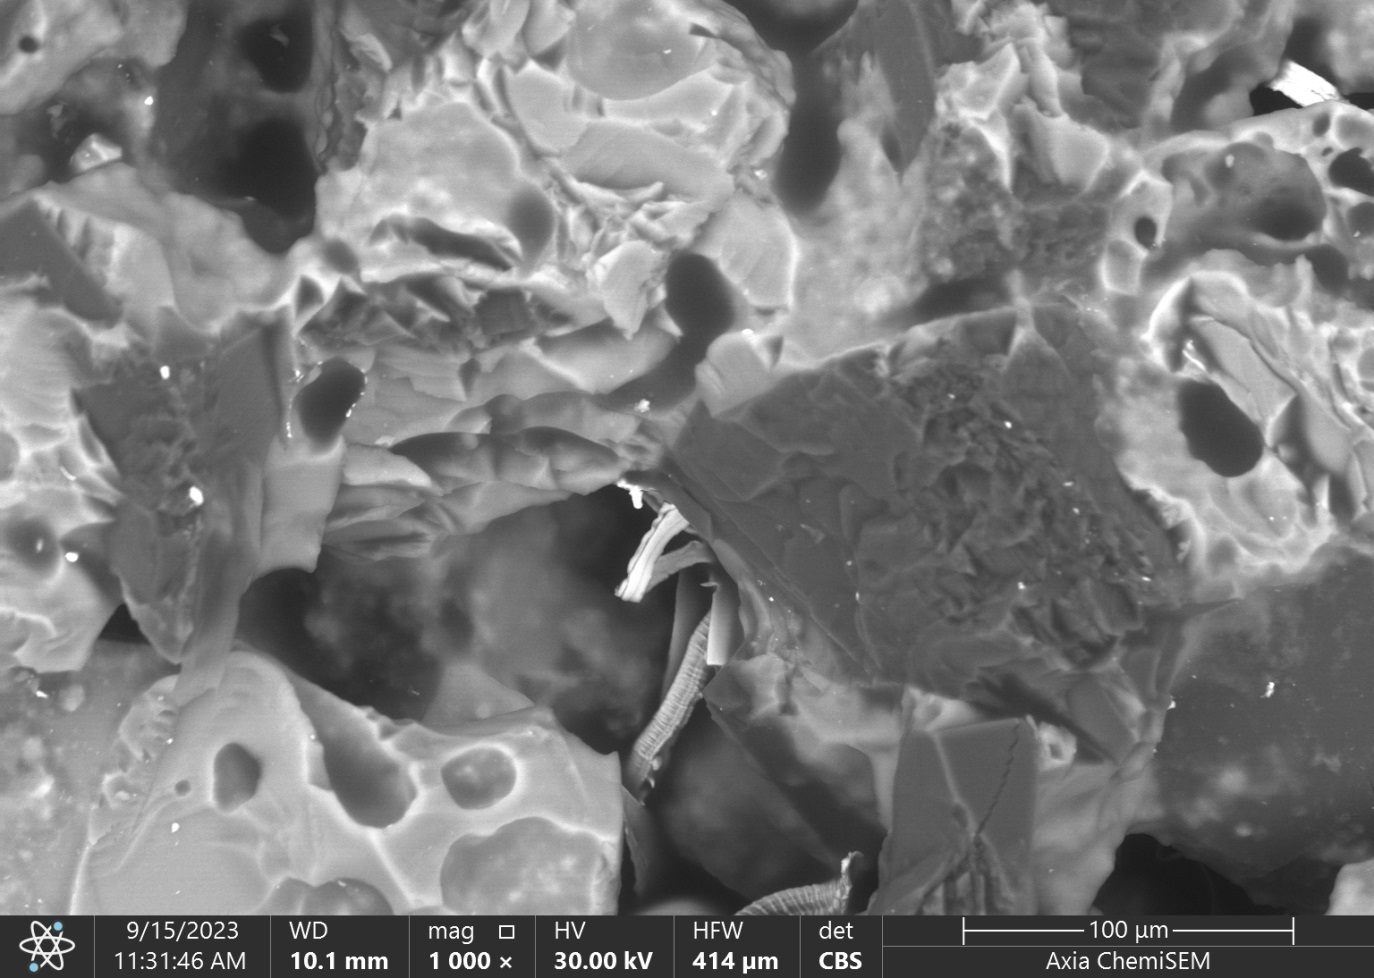 9/15/2023
11:31:46 AM
WD
10.1 mm
mag □
1 000 ×
HV
30.00 kV
HFW
414 µm
det
CBS
100 µm
Axia ChemiSEM